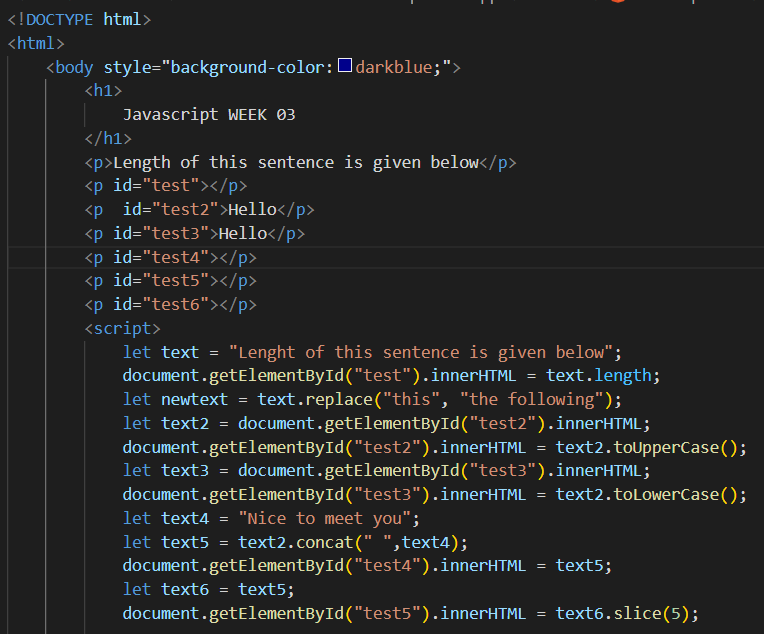 <!DOCTYPE html>
<html>
    <body style="background-color: darkblue;">
        <h1>
            Javascript WEEK 03
        </h1>
        <p>Length of this sentence is given below</p>
        <p id="test"></p>
        <p  id="test2">Hello</p>
        <p id="test3">Hello</p>
        <p id="test4"></p>
        <p id="test5"></p>
        <p id="test6"></p>
        <script>
            let text = "Lenght of this sentence is given below";
            document.getElementById("test").innerHTML = text.length;
            let newtext = text.replace("this", "the following");
            let text2 = document.getElementById("test2").innerHTML;
            document.getElementById("test2").innerHTML = text2.toUpperCase();
            let text3 = document.getElementById("test3").innerHTML;
            document.getElementById("test3").innerHTML = text2.toLowerCase();
            let text4 = "Nice to meet you";
            let text5 = text2.concat(" ",text4);
            document.getElementById("test4").innerHTML = text5;
            let text6 = text5;
            document.getElementById("test5").innerHTML = text6.slice(5);